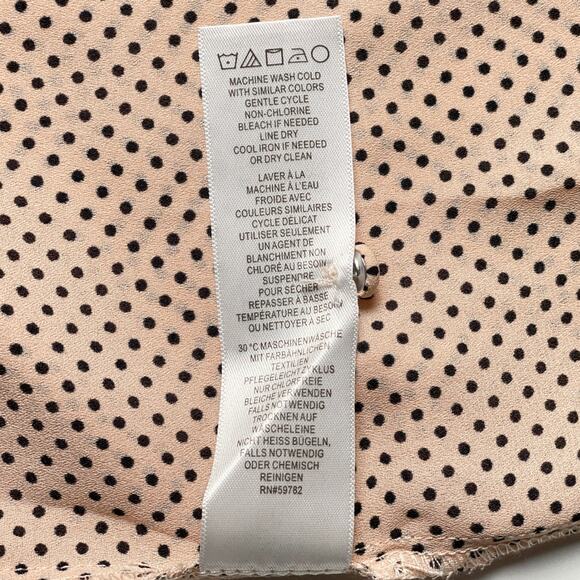 MACHINE WASH COLD
WITH SIMILAR COLORS
GENTLE CYCLE
NON-CHLORINE
BLEACH IF NEEDED
LINE DRY
COOL IRON IF NEEDED
OR DRY CLEAN
LAVER À LA
MACHINE À L'EAU
FROIDE AVEC
COULEURS SIMILAIRES
CYCLE DÉLICAT
UTILISER SEULEMENT
UN AGENT DE
BLANCHIMENT NON
CHLORÉ AU BESOIN
SUSPENDRE
POUR SÉCHER
REPASSER À BASSE
TEMPÉRATURE AU BESOIN
OU NETTOYER À SEC
30 °C MASCHINENWÄSCHE
MIT FARBÄHNLICHEN
TEXTILIEN
PFLEGELEICHT ZYKLUS
NUR CHLORFREIE
BLEICHE VERWENDEN
FALLS NOTWENDIG
TROCKNEN AUF
WÄSCHELEINE
NICHT HEISS BÜGELN,
FALLS NOTWENDIG
ODER CHEMISCH
REINIGEN
RN#59782